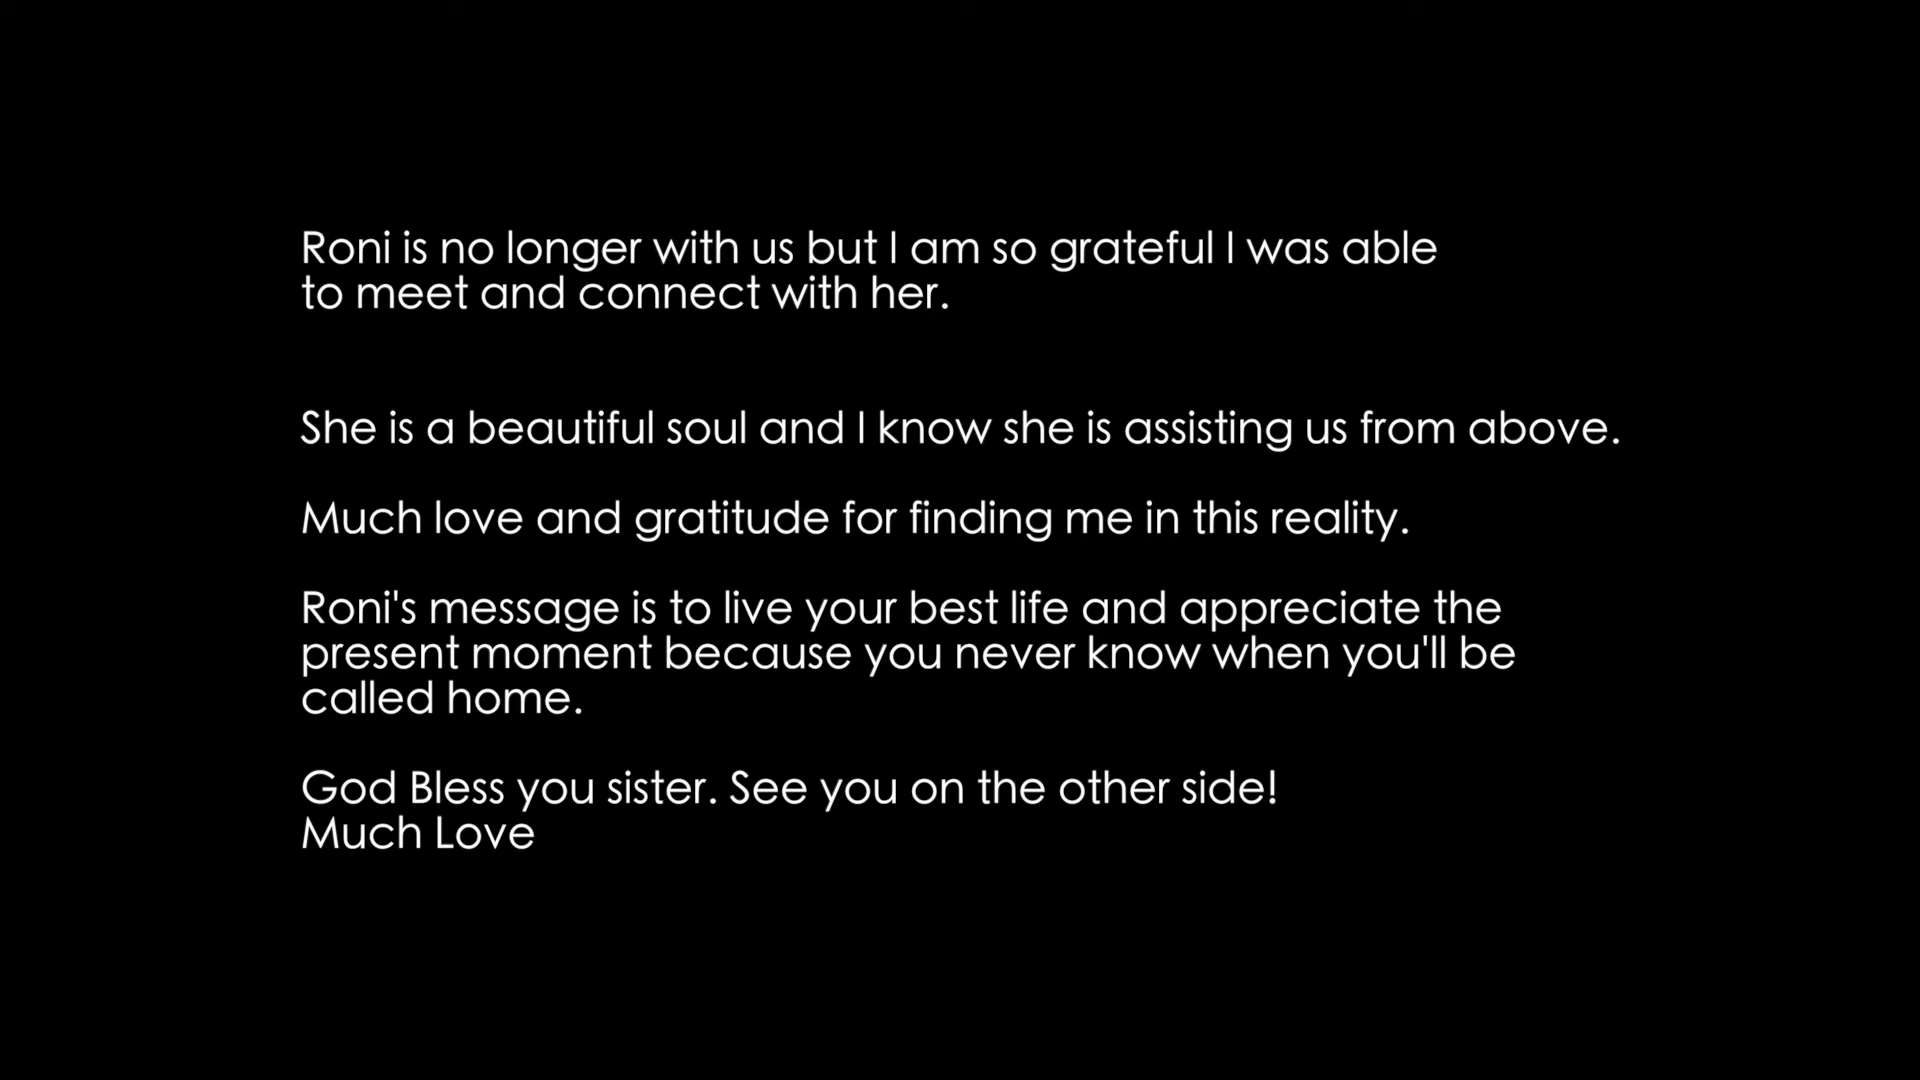 Roni is no longer with us but I am so grateful I was able
to meet and connect with her.
She is a beautiful soul and I know she is assisting us from above.
Much love and gratitude for finding me in this reality.
Roni's message is to live your best life and appreciate the
present moment because you never know when you'll be
called home.
God Bless you sister. See you on the other side!
Much Love